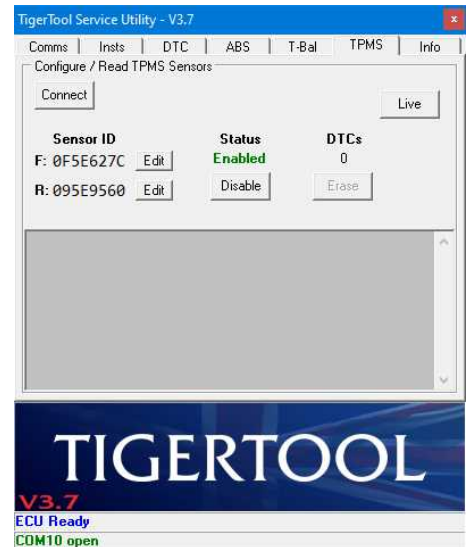 TigerTool Service Utility - V3.7
x
Comms Insts DTC ABS T-Bal TPMS Info
Configure / Read TPMS Sensors
Connect
Live
Sensor ID Status DTCs
F: 0F5E627C Edit Enabled 0
R: 095E9560 Edit Disable Erase
TIGERTOOL
V3.7
ECU Ready
COM10 open